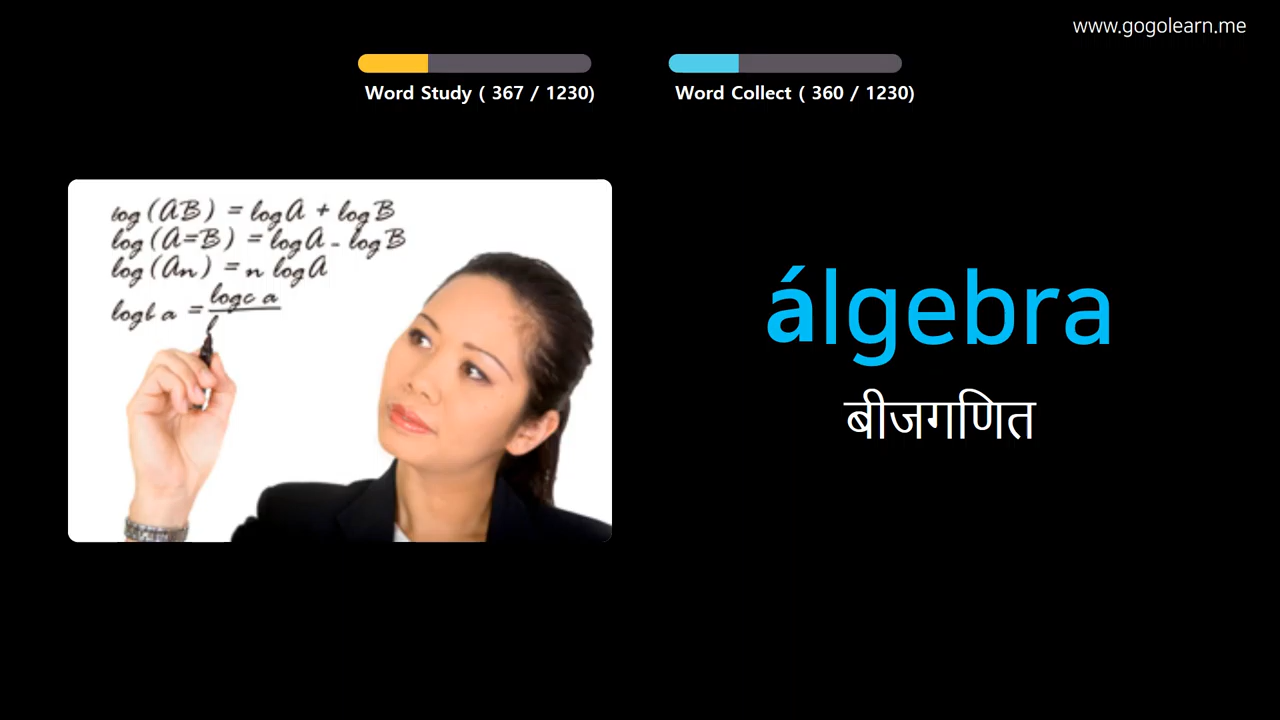 www.gogolearn.me
Word Study ( 367 / 1230)
Word Collect ( 360 / 1230)
log (AB) = log A + log B
log (A=B) = log A - log B
log (An) = n log A
logb a = logc a
álgebra
बीजगणित